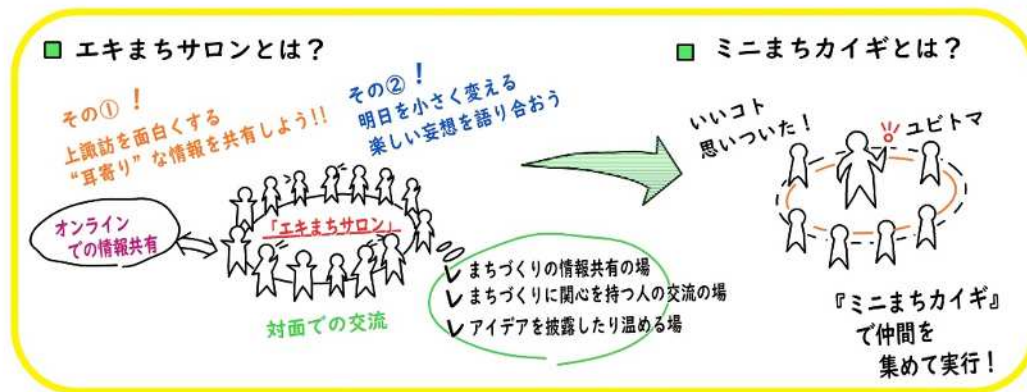 エキまちサロンとは？
その① !
上諏訪を面白くする
“耳寄り”な情報を共有しよう!!
その② !
明日を小さく変える
楽しい妄想を語り合おう
オンライン
での情報共有
「エキまちサロン」
対面での交流
まちづくりの情報共有の場
まちづくりに関心を持つ人の交流の場
アイデアを披露したり温める場
ミニまちカイギとは？
いいコト
思いついた！
ユビトマ
『ミニまちカイギ』
で仲間を
集めて実行！